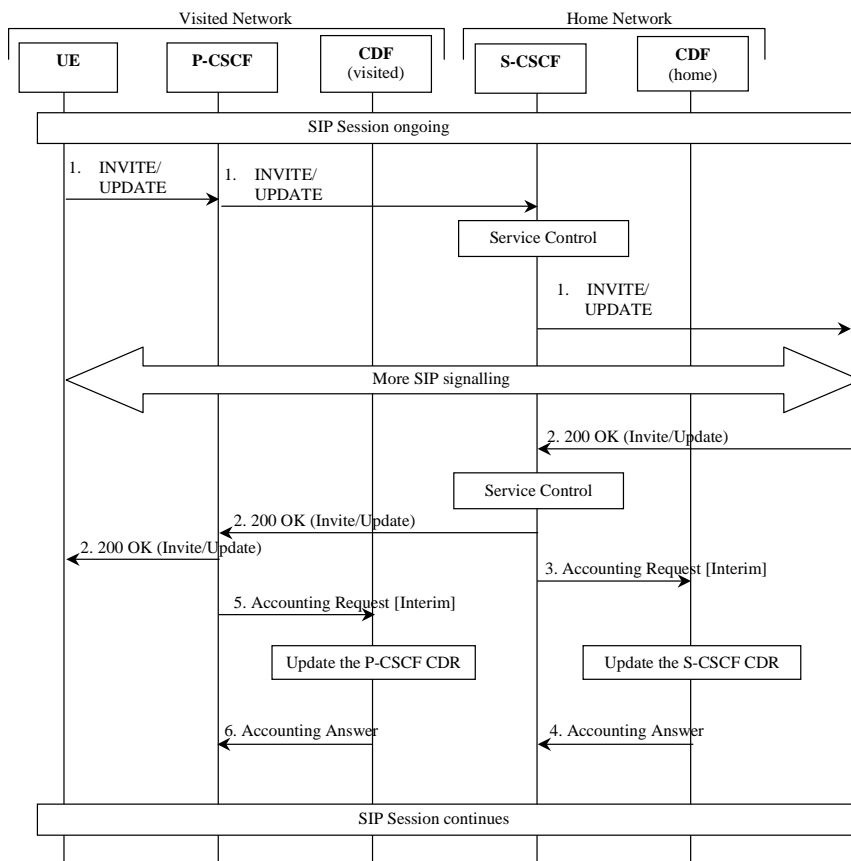 Visited Network
Home Network
UE
P-CSCF
CDF
(visited)
S-CSCF
CDF
(home)
SIP Session ongoing
1. INVITE/
UPDATE
1. INVITE/
UPDATE
Service Control
1. INVITE/
UPDATE
More SIP signalling
2. 200 OK (Invite/Update)
Service Control
2. 200 OK (Invite/Update)
2. 200 OK (Invite/Update)
3. Accounting Request [Interim]
5. Accounting Request [Interim]
Update the P-CSCF CDR
Update the S-CSCF CDR
6. Accounting Answer
4. Accounting Answer
SIP Session continues